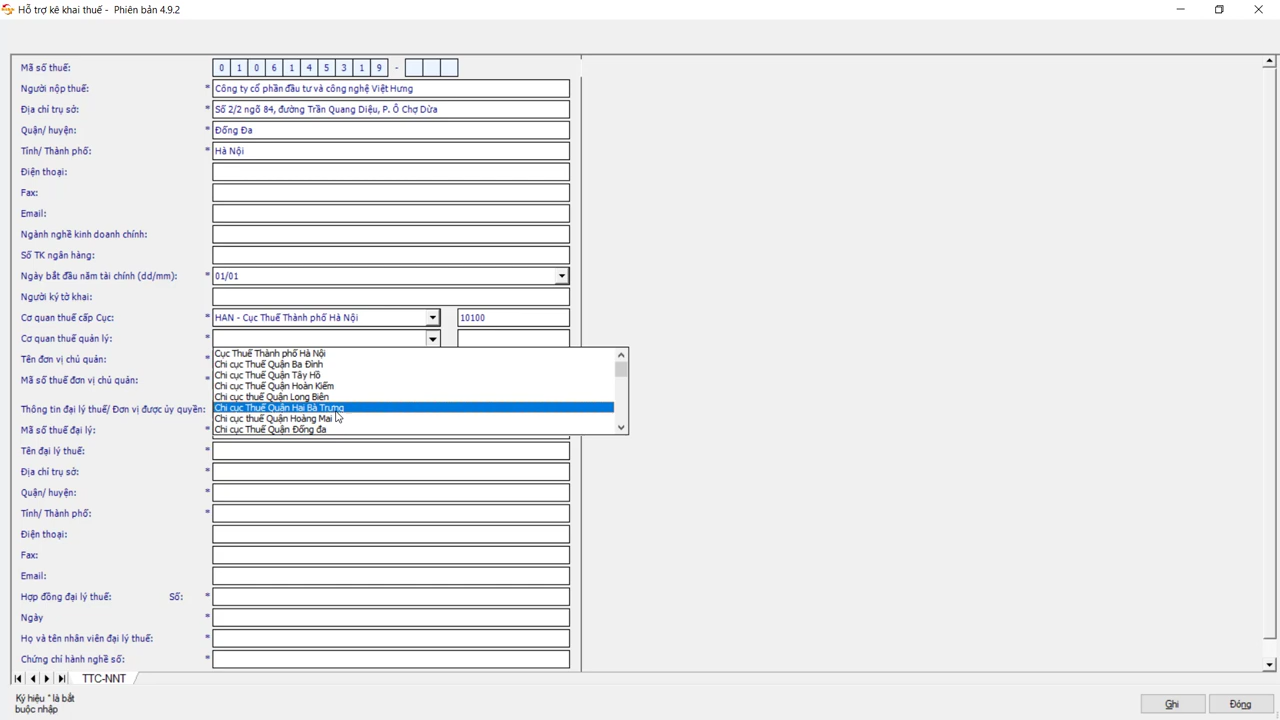 Hỗ trợ kê khai thuế - Phiên bản 4.9.2
Mã số thuế: 0 1 0 6 1 4 5 3 1 9 -
Người nộp thuế: * Công ty cổ phần đầu tư và công nghệ Việt Hưng
Địa chỉ trụ sở: * Số 2/2 ngõ 84, đường Trần Quang Diệu, P. Ô Chợ Dừa
Quận/ huyện: * Đống Đa
Tỉnh/ Thành phố: * Hà Nội
Điện thoại:
Fax:
Email:
Ngành nghề kinh doanh chính:
Số TK ngân hàng:
Ngày bắt đầu năm tài chính (dd/mm): * 01/01
Người ký tờ khai:
Cơ quan thuế cấp Cục: * HAN - Cục Thuế Thành phố Hà Nội 10100
Cơ quan thuế quản lý: *
Cục Thuế Thành phố Hà Nội
Tên đơn vị chủ quản: *
Chi cục Thuế Quận Ba Đình
Chi cục Thuế Quận Tây Hồ
Mã số thuế đơn vị chủ quản: *
Chi cục Thuế Quận Hoàn Kiếm
Chi cục thuế Quận Long Biên
Thông tin đại lý thuế/ Đơn vị được ủy quyền: *
Chi cục Thuế Quận Hai Bà Trưng
Chi cục thuế Quận Hoàng Mai
Mã số thuế đại lý: *
Chi cục Thuế Quận Đống đa
Tên đại lý thuế: *
Địa chỉ trụ sở: *
Quận/ huyện: *
Tỉnh/ Thành phố: *
Điện thoại: *
Fax: *
Email: *
Hợp đồng đại lý thuế: Số: *
Ngày *
Họ và tên nhân viên đại lý thuế: *
Chứng chỉ hành nghề số: *
TTC-NNT
Ký hiệu * là bắt
buộc nhập
Ghi
Đóng